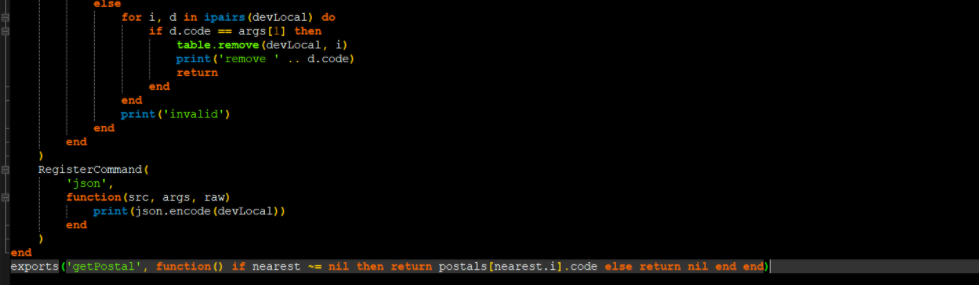 else
for i, d in ipairs(devLocal) do
if d.code == args[1] then
table.remove(devLocal, i)
print('remove ' .. d.code)
return
end
end
print('invalid')
end
end
)
RegisterCommand(
'json',
function(src, args, raw)
print(json.encode(devLocal))
end
)
end
exports('getPostal', function() if nearest ~= nil then return postals[nearest.i].code else return nil end end)